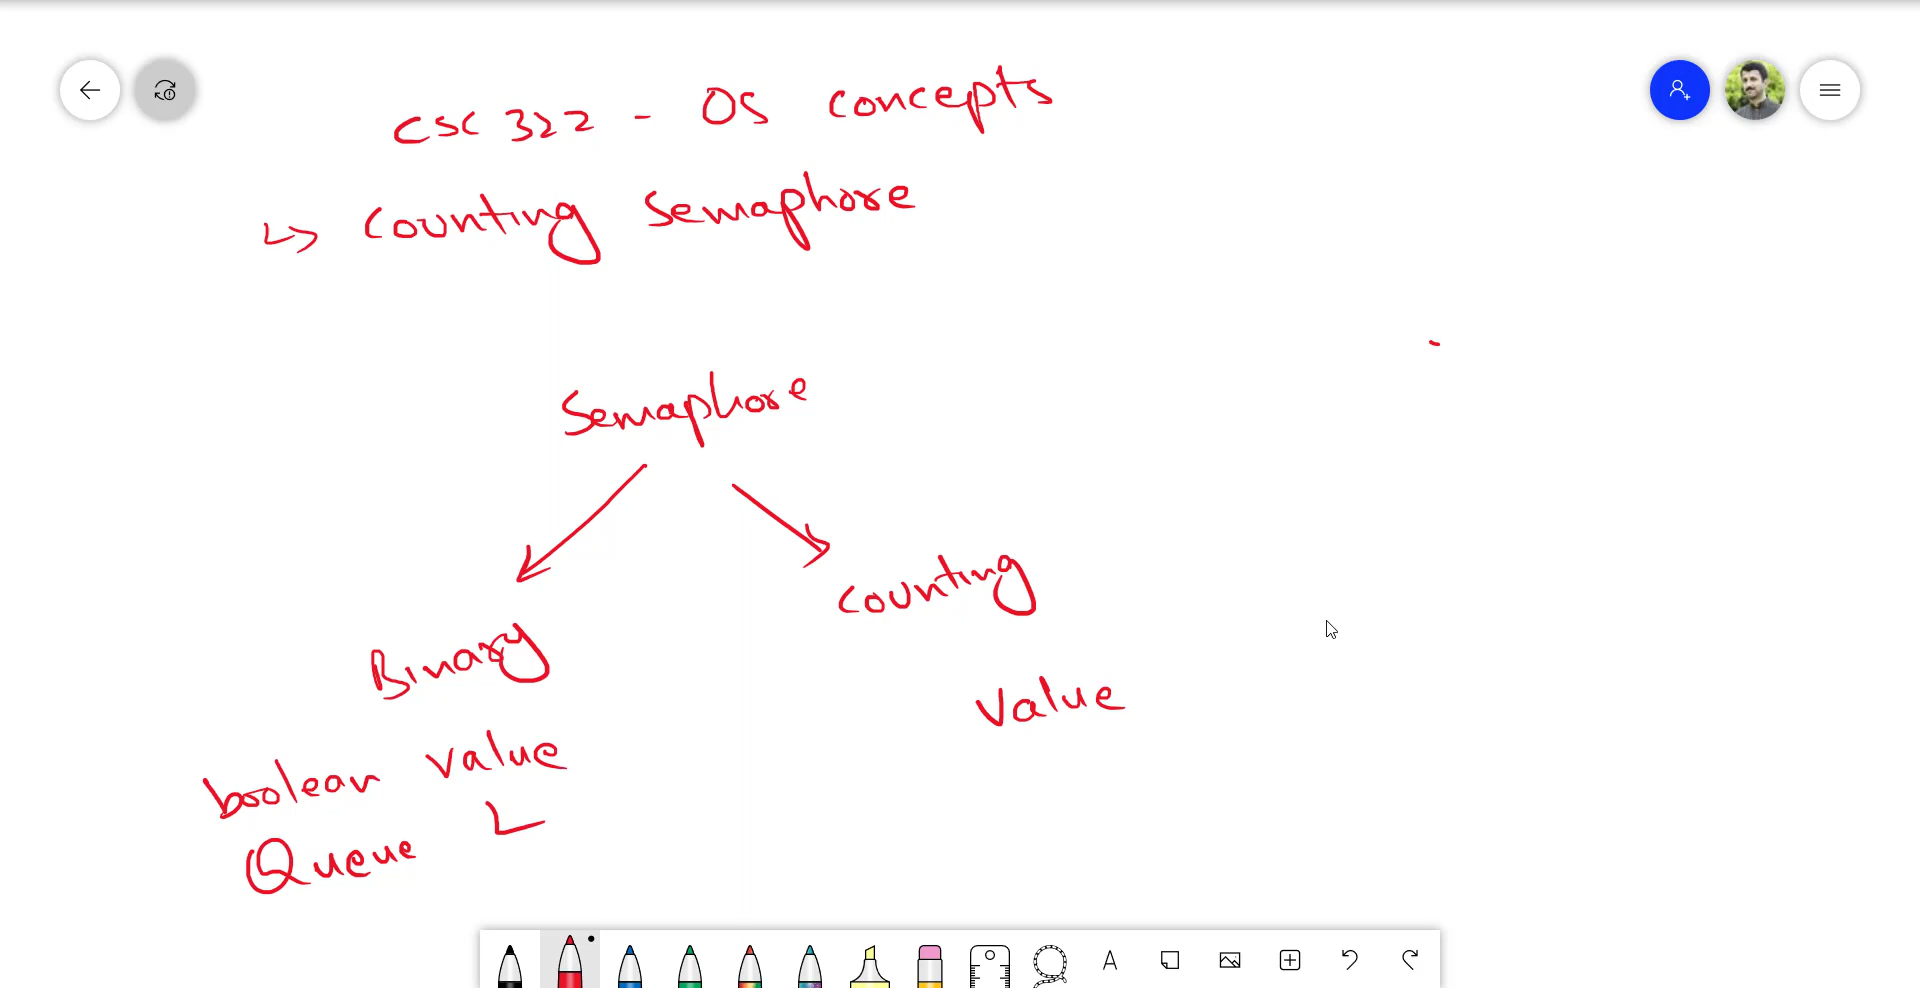 CSC 322 - OS concepts
↳ Counting Semaphore
Semaphore
Counting
Binary
Value
boolean value
Queue L
A